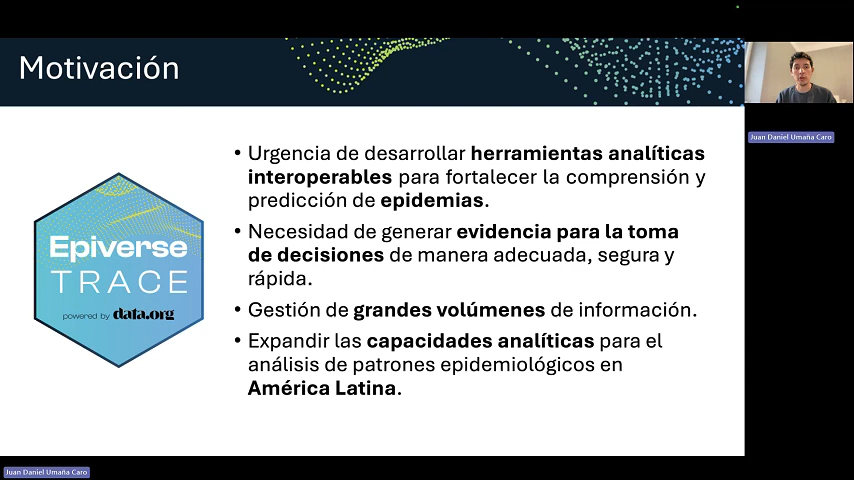 Motivación
Juan Daniel Umaña Caro
Epiverse
TRACE
powered by data.org
• Urgencia de desarrollar herramientas analíticas
interoperables para fortalecer la comprensión y
predicción de epidemias.
• Necesidad de generar evidencia para la toma
de decisiones de manera adecuada, segura y
rápida.
• Gestión de grandes volúmenes de información.
• Expandir las capacidades analíticas para el
análisis de patrones epidemiológicos en
América Latina.
Juan Daniel Umaña Caro